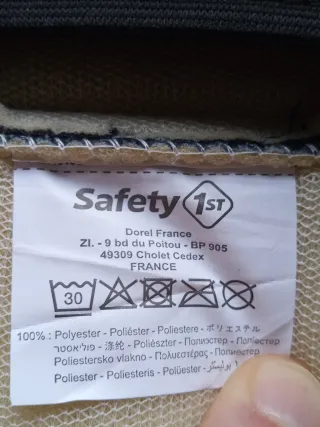 Safety 1ST
Dorel France
ZI. - 9 bd du Poitou - BP 905
49309 Cholet Cedex
FRANCE
30
100% : Polyester - Poliéster - Poliestere - ポリエステル
פוליאסטר - 涤纶 - Poliészter - Полиэстер -
Poliestersko vlakno - Πολυεστέρας - Поліестер
Poliester - Poliesteris - Polüester - بوليستر